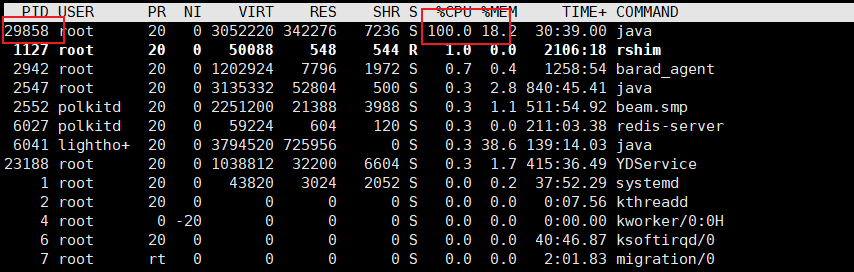 PID USER PR NI VIRT RES SHR S %CPU %MEM TIME+ COMMAND
29858 root 20 0 3052220 342276 7236 S 100.0 18.2 30:39.00 java
1127 root 20 0 50088 548 544 R 1.0 0.0 2106:18 rshim
2942 root 20 0 1202924 7796 1972 S 0.7 0.4 1258:54 barad_agent
2547 root 20 0 3135332 52804 500 S 0.3 2.8 840:45.41 java
2552 polkitd 20 0 2251200 21388 3988 S 0.3 1.1 511:54.92 beam.smp
6027 polkitd 20 0 59224 604 120 S 0.3 0.0 211:03.38 redis-server
6041 lightho+ 20 0 3794520 725956 0 S 0.3 38.6 139:14.03 java
23188 root 20 0 1038812 32200 6604 S 0.3 1.7 415:36.49 YDService
1 root 20 0 43820 3024 2052 S 0.0 0.2 37:52.29 systemd
2 root 20 0 0 0 0 S 0.0 0.0 0:07.56 kthreadd
4 root 0 -20 0 0 0 S 0.0 0.0 0:00.00 kworker/0:0H
6 root 20 0 0 0 0 S 0.0 0.0 40:46.87 ksoftirqd/0
7 root rt 0 0 0 0 S 0.0 0.0 2:01.83 migration/0